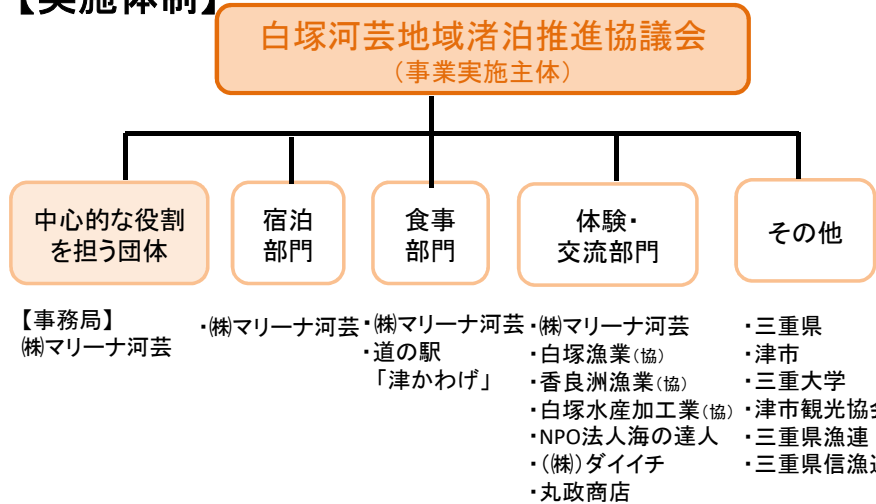 【実施体制】
白塚河芸地域渚泊推進協議会
（事業実施主体）
中心的な役割
を担う団体
宿泊
部門
食事
部門
体験・
交流部門
その他
【事務局】
㈱マリーナ河芸
・㈱マリーナ河芸
・㈱マリーナ河芸
・道の駅
「津かわげ」
・㈱マリーナ河芸
・白塚漁業(協)
・香良洲漁業(協)
・白塚水産加工業(協)
・NPO法人海の達人
・(㈱)ダイイチ
・丸政商店
・三重県
・津市
・三重大学
・津市観光協会
・三重県漁連
・三重県信漁連